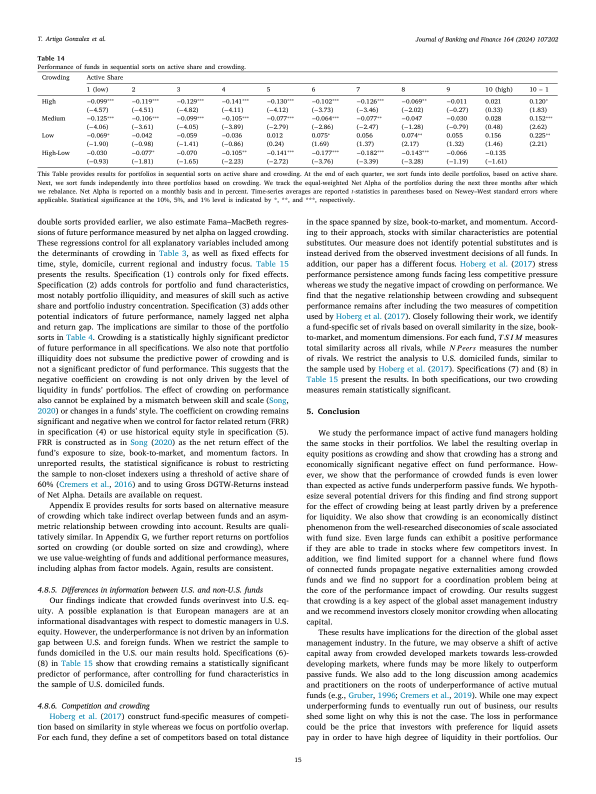 T. Artiga Gonzalez et al.
Journal of Banking and Finance 164 (2024) 107202
Table 14
Performance of funds in sequential sorts on active share and crowding.
Crowding Active Share
1 (low) 2 3 4 5 6 7 8 9 10 (high) 10 − 1
High −0.099*** −0.119*** −0.129*** −0.141*** −0.130*** −0.102*** −0.126*** −0.069** −0.011 0.021 0.120*
(−4.57) (−4.51) (−4.82) (−4.11) (−4.12) (−3.73) (−3.46) (−2.02) (−0.27) (0.33) (1.83)
Medium −0.125*** −0.106*** −0.099*** −0.105*** −0.077*** −0.064*** −0.077** −0.047 −0.030 0.028 0.152***
(−4.06) (−3.61) (−4.05) (−3.89) (−2.79) (−2.86) (−2.47) (−1.28) (−0.79) (0.48) (2.62)
Low −0.069* −0.042 −0.059 −0.036 0.012 0.075* 0.056 0.074** 0.055 0.156 0.225**
(−1.90) (−0.98) (−1.41) (−0.86) (0.24) (1.69) (1.37) (2.17) (1.32) (1.46) (2.21)
High-Low −0.030 −0.077* −0.070 −0.105** −0.141*** −0.177*** −0.182*** −0.143*** −0.066 −0.135
(−0.93) (−1.81) (−1.65) (−2.23) (−2.72) (−3.76) (−3.39) (−3.28) (−1.19) (−1.61)
This Table provides results for portfolios in sequential sorts on active share and crowding. At the end of each quarter, we sort funds into decile portfolios, based on active share.
Next, we sort funds independently into three portfolios based on crowding. We track the equal-weighted Net Alpha of the portfolios during the next three months after which
we rebalance. Net Alpha is reported on a monthly basis and in percent. Time-series averages are reported t-statistics in parentheses based on Newey–West standard errors where
applicable. Statistical significance at the 10%, 5%, and 1% level is indicated by *, **, and ***, respectively.
double sorts provided earlier, we also estimate Fama–MacBeth regres-
sions of future performance measured by net alpha on lagged crowding.
These regressions control for all explanatory variables included among
the determinants of crowding in Table 3, as well as fixed effects for
time, style, domicile, current regional and industry focus. Table 15
presents the results. Specification (1) controls only for fixed effects.
Specification (2) adds controls for portfolio and fund characteristics,
most notably portfolio illiquidity, and measures of skill such as active
share and portfolio industry concentration. Specification (3) adds other
potential indicators of future performance, namely lagged net alpha
and return gap. The implications are similar to those of the portfolio
sorts in Table 4. Crowding is a statistically highly significant predictor
of future performance in all specifications. We also note that portfolio
illiquidity does not subsume the predictive power of crowding and is
not a significant predictor of fund performance. This suggests that the
negative coefficient on crowding is not only driven by the level of
liquidity in funds' portfolios. The effect of crowding on performance
also cannot be explained by a mismatch between skill and scale (Song,
2020) or changes in a funds' style. The coefficient on crowding remains
significant and negative when we control for factor related return (FRR)
in specification (4) or use historical equity style in specification (5).
FRR is constructed as in Song (2020) as the net return effect of the
fund's exposure to size, book-to-market, and momentum factors. In
unreported results, the statistical significance is robust to restricting
the sample to non-closet indexers using a threshold of active share of
60% (Cremers et al., 2016) and to using Gross DGTW-Returns instead
of Net Alpha. Details are available on request.
Appendix E provides results for sorts based on alternative measure
of crowding which take indirect overlap between funds and an asym-
metric relationship between crowding into account. Results are quali-
tatively similar. In Appendix G, we further report returns on portfolios
sorted on crowding (or double sorted on size and crowding), where
we use value-weighting of funds and additional performance measures,
including alphas from factor models. Again, results are consistent.
4.8.5. Differences in information between U.S. and non-U.S. funds
Our findings indicate that crowded funds overinvest into U.S. eq-
uity. A possible explanation is that European managers are at an
informational disadvantages with respect to domestic managers in U.S.
equity. However, the underperformance is not driven by an information
gap between U.S. and foreign funds. When we restrict the sample to
funds domiciled in the U.S. our main results hold. Specifications (6)-
(8) in Table 15 show that crowding remains a statistically significant
predictor of performance, after controlling for fund characteristics in
the sample of U.S. domiciled funds.
4.8.6. Competition and crowding
Hoberg et al. (2017) construct fund-specific measures of competi-
tion based on similarity in style whereas we focus on portfolio overlap.
For each fund, they define a set of competitors based on total distance
in the space spanned by size, book-to-market, and momentum. Accord-
ing to their approach, stocks with similar characteristics are potential
substitutes. Our measure does not identify potential substitutes and is
instead derived from the observed investment decisions of all funds. In
addition, our paper has a different focus. Hoberg et al. (2017) stress
performance persistence among funds facing less competitive pressure
whereas we study the negative impact of crowding on performance. We
find that the negative relationship between crowding and subsequent
performance remains after including the two measures of competition
used by Hoberg et al. (2017). Closely following their work, we identify
a fund-specific set of rivals based on overall similarity in the size, book-
to-market, and momentum dimensions. For each fund, TSIM measures
total similarity across all rivals, while NPeers measures the number
of rivals. We restrict the analysis to U.S. domiciled funds, similar to
the sample used by Hoberg et al. (2017). Specifications (7) and (8) in
Table 15 present the results. In both specifications, our two crowding
measures remain statistically significant.
5. Conclusion
We study the performance impact of active fund managers holding
the same stocks in their portfolios. We label the resulting overlap in
equity positions as crowding and show that crowding has a strong and
economically significant negative effect on fund performance. How-
ever, we show that the performance of crowded funds is even lower
than expected as active funds underperform passive funds. We hypoth-
esize several potential drivers for this finding and find strong support
for the effect of crowding being at least partly driven by a preference
for liquidity. We also show that crowding is an economically distinct
phenomenon from the well-researched diseconomies of scale associated
with fund size. Even large funds can exhibit a positive performance
if they are able to trade in stocks where few competitors invest. In
addition, we find limited support for a channel where fund flows
of connected funds propagate negative externalities among crowded
funds and we find no support for a coordination problem being at
the core of the performance impact of crowding. Our results suggest
that crowding is a key aspect of the global asset management industry
and we recommend investors closely monitor crowding when allocating
capital.
These results have implications for the direction of the global asset
management industry. In the future, we may observe a shift of active
capital away from crowded developed markets towards less-crowded
developing markets, where funds may be more likely to outperform
passive funds. We also add to the long discussion among academics
and practitioners on the roots of underperformance of active mutual
funds (e.g., Gruber, 1996; Cremers et al., 2019). While one may expect
underperforming funds to eventually run out of business, our results
shed some light on why this is not the case. The loss in performance
could be the price that investors with preference for liquid assets
pay in order to have high degree of liquidity in their portfolios. Our
15